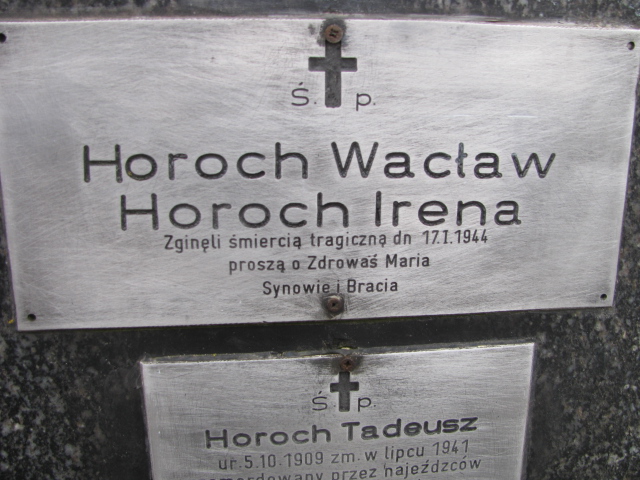 Ś. p.
Horoch Wacław
Horoch Irena
Zginęli śmiercią tragiczną dn 17.I.1944
proszą o Zdrowaś Maria
Synowie i Bracia
Ś. p.
Horoch Tadeusz
ur. 5.10.1909 zm. w lipcu 1941
przez najeźdźców